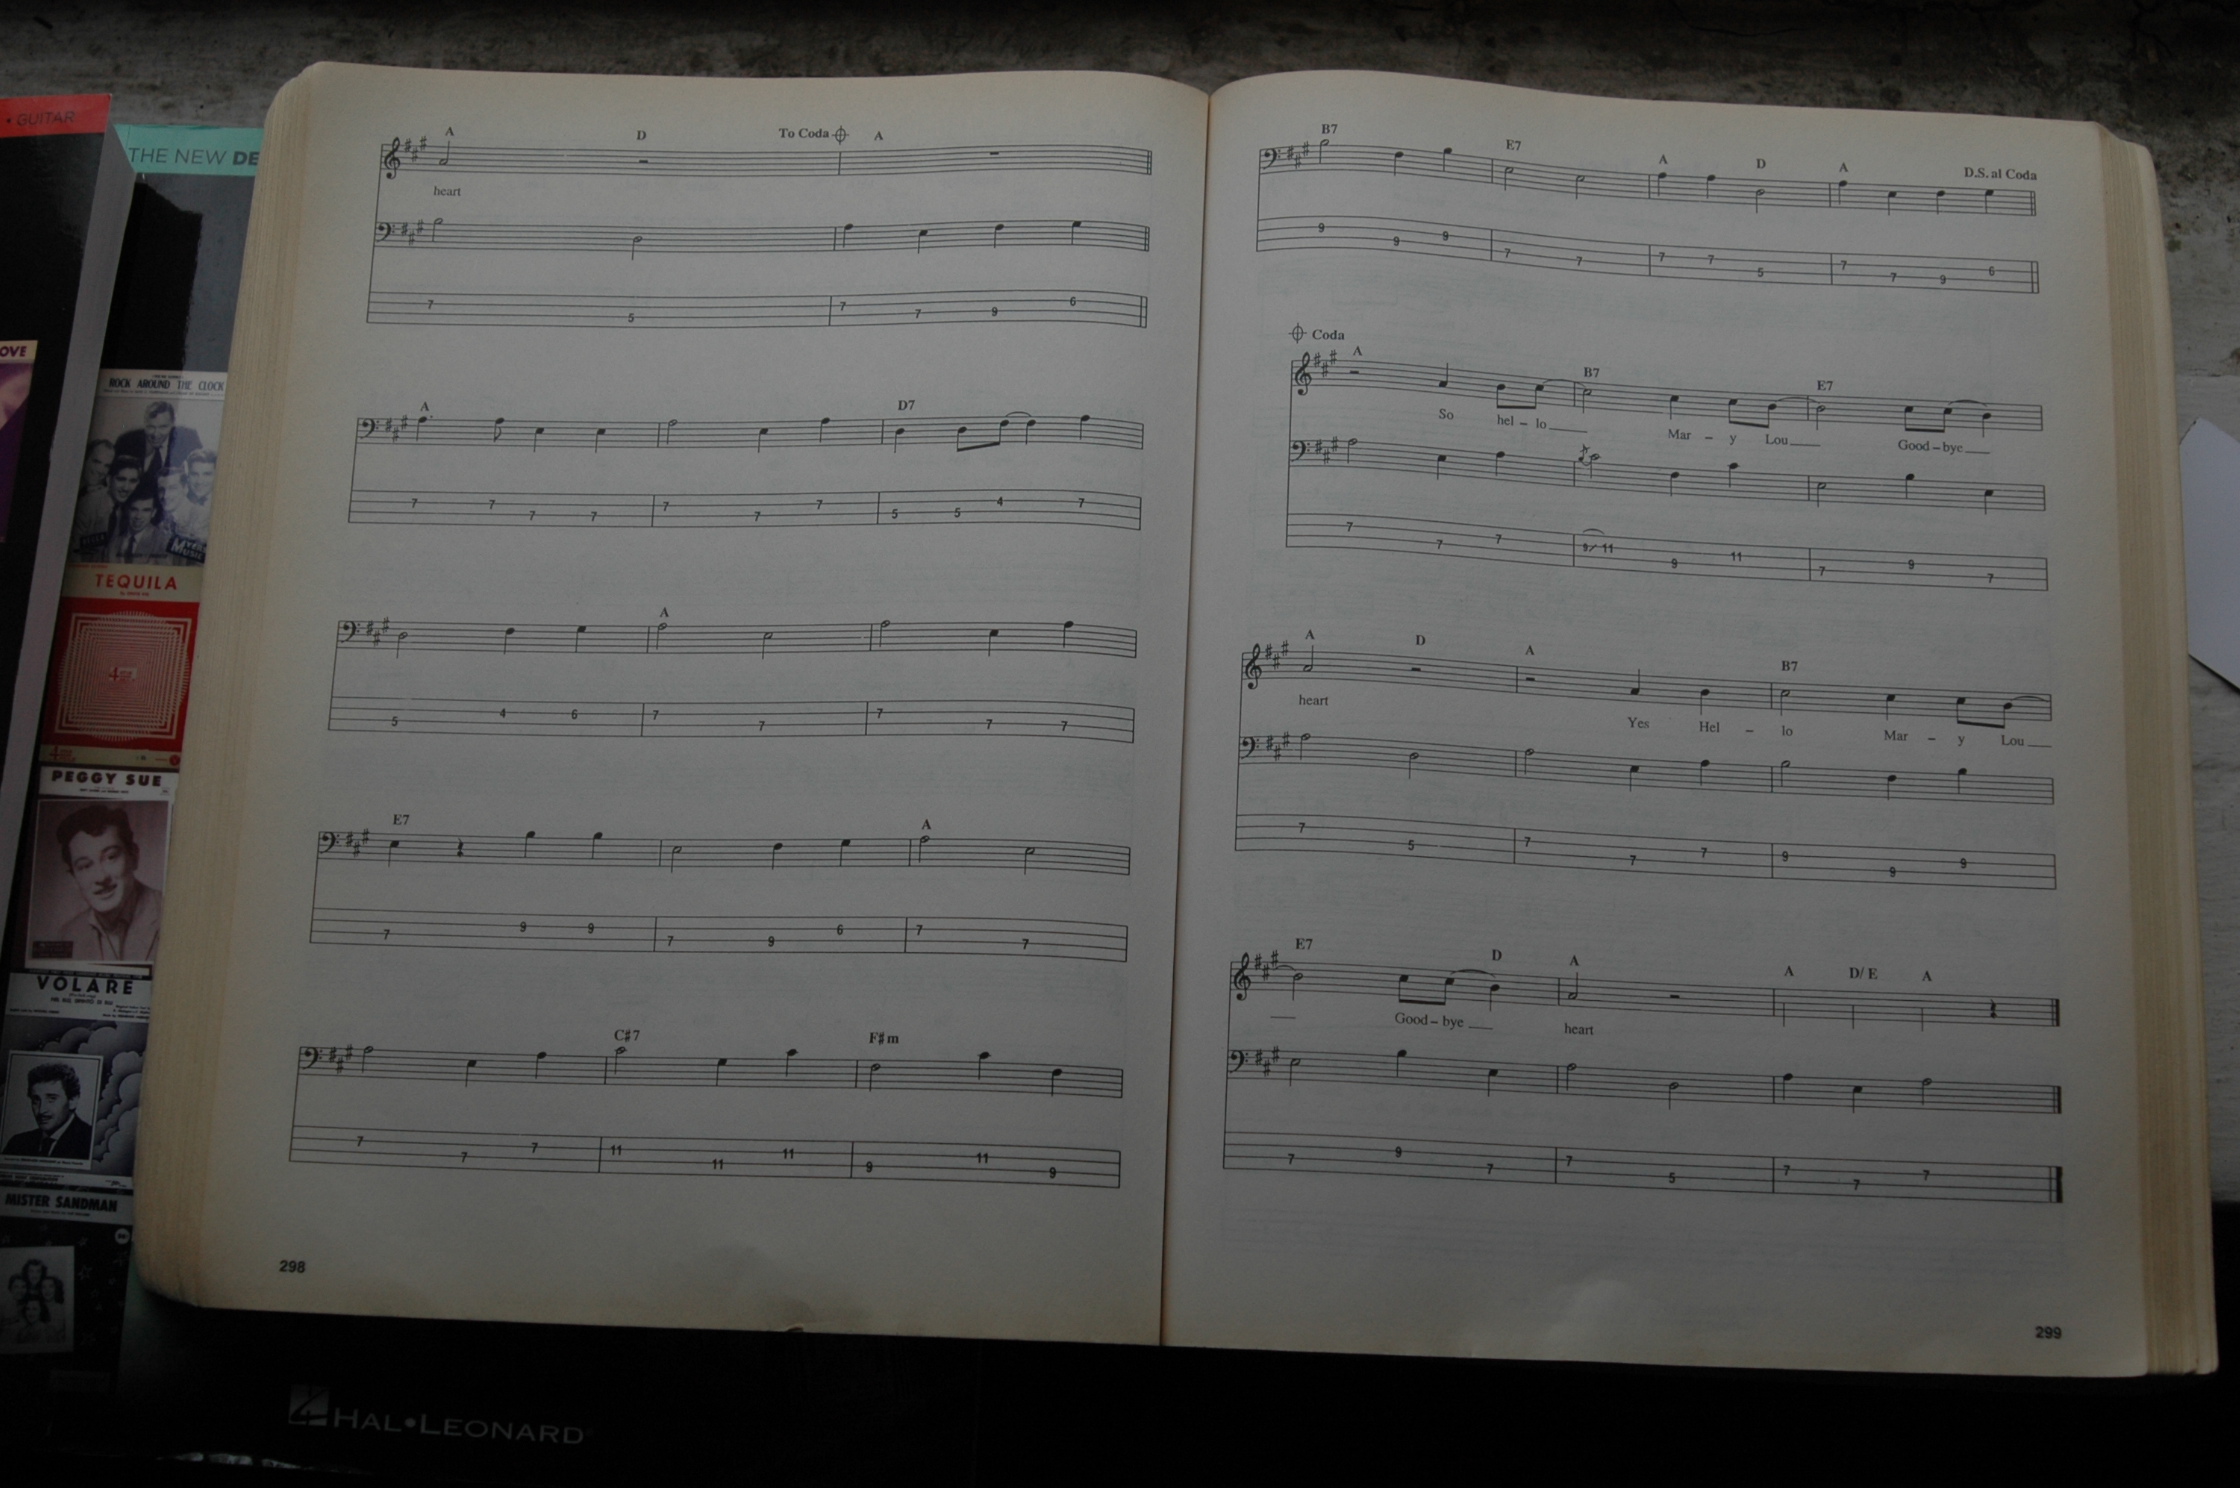 • GUITAR
THE NEW DE
OVE
ROCK AROUND THE CLOCK
TEQUILA
PEGGY SUE
VOLARE
MISTER SANDMAN
HAL•LEONARD
A D To Coda A
heart
7 5 7 7 9 6
A D7
7 7 7 7 7 7 7 5 5 4 7
A
5 4 6 7 7 7 7 7
E7 A
7 9 9 7 9 6 7 7
C#7 F#m
7 7 7 11 11 11 9 11 9
298
B7 E7 A D A D.S. al Coda
9 9 9 7 7 7 7 5 7 7 9 6
Coda
A B7 E7
So hel – lo Mar – y Lou Good – bye
7 7 7 9/11 9 11 7 9 7
A D A B7
heart Yes Hel – lo Mar – y Lou
7 5 7 7 7 9 9 9
E7 D A A D/E A
Good – bye heart
7 9 7 7 5 7 7 7
299